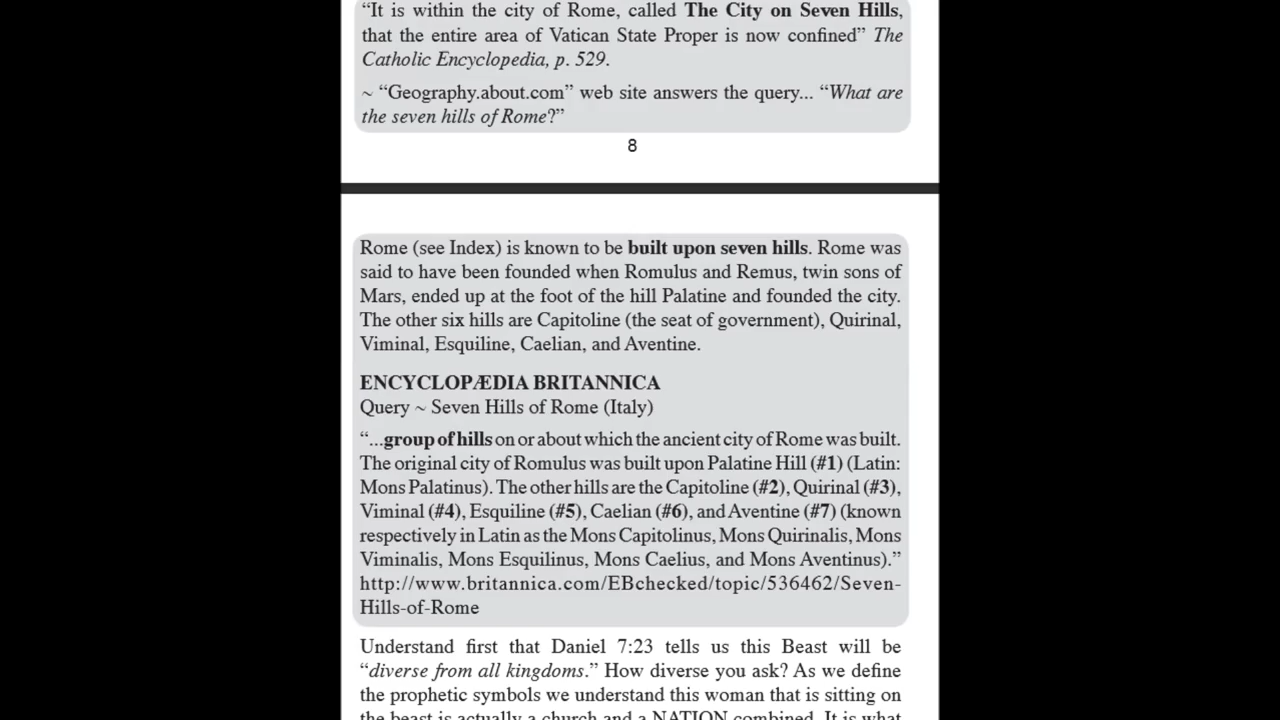 “It is within the city of Rome, called The City on Seven Hills,
that the entire area of Vatican State Proper is now confined” The
Catholic Encyclopedia, p. 529.
~ “Geography.about.com” web site answers the query... “What are
the seven hills of Rome?”
8
Rome (see Index) is known to be built upon seven hills. Rome was
said to have been founded when Romulus and Remus, twin sons of
Mars, ended up at the foot of the hill Palatine and founded the city.
The other six hills are Capitoline (the seat of government), Quirinal,
Viminal, Esquiline, Caelian, and Aventine.
ENCYCLOPÆDIA BRITANNICA
Query ~ Seven Hills of Rome (Italy)
“...group of hills on or about which the ancient city of Rome was built.
The original city of Romulus was built upon Palatine Hill (#1) (Latin:
Mons Palatinus). The other hills are the Capitoline (#2), Quirinal (#3),
Viminal (#4), Esquiline (#5), Caelian (#6), and Aventine (#7) (known
respectively in Latin as the Mons Capitolinus, Mons Quirinalis, Mons
Viminalis, Mons Esquilinus, Mons Caelius, and Mons Aventinus).”
http://www.britannica.com/EBchecked/topic/536462/Seven-
Hills-of-Rome
Understand first that Daniel 7:23 tells us this Beast will be
“diverse from all kingdoms.” How diverse you ask? As we define
the prophetic symbols we understand this woman that is sitting on
the beast is actually a church and a NATION combined. It is what